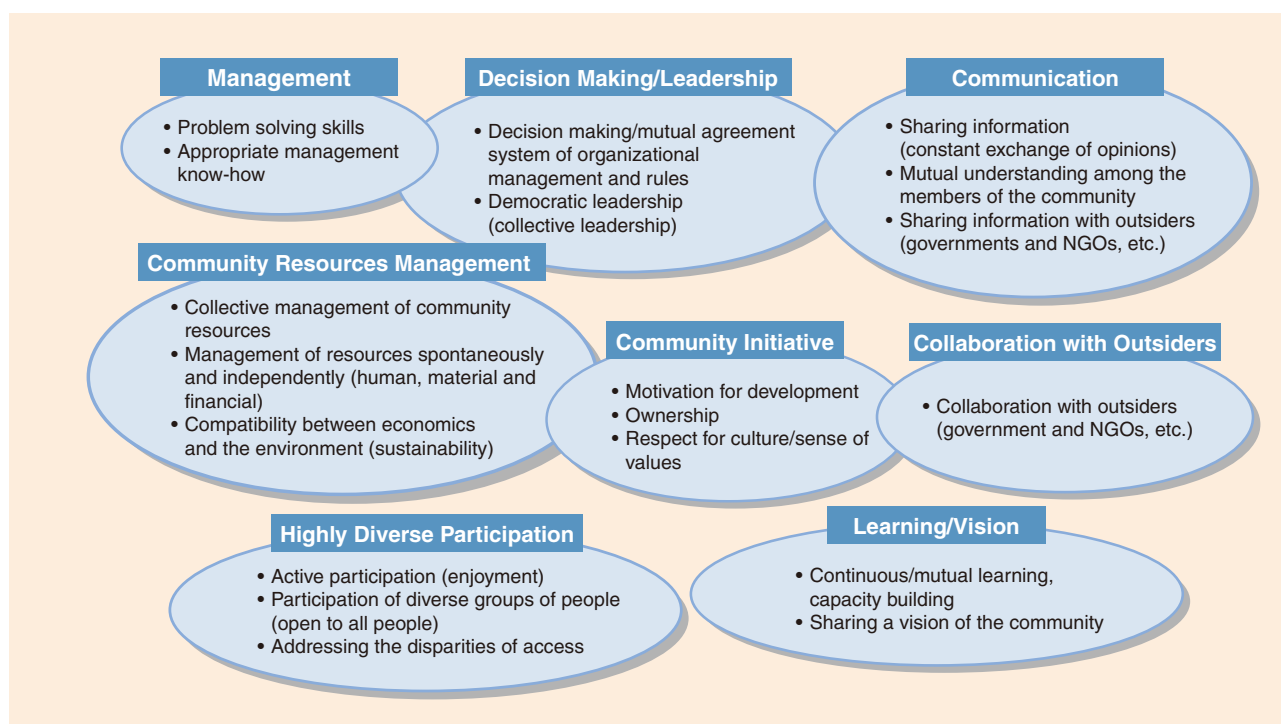 Management
• Problem solving skills
• Appropriate management
know-how
Decision Making/Leadership
• Decision making/mutual agreement
system of organizational
management and rules
• Democratic leadership
(collective leadership)
Communication
• Sharing information
(constant exchange of opinions)
• Mutual understanding among the
members of the community
• Sharing information with outsiders
(governments and NGOs, etc.)
Community Resources Management
• Collective management of community
resources
• Management of resources spontaneously
and independently (human, material and
financial)
• Compatibility between economics
and the environment (sustainability)
Community Initiative
• Motivation for development
• Ownership
• Respect for culture/sense of
values
Collaboration with Outsiders
• Collaboration with outsiders
(government and NGOs, etc.)
Highly Diverse Participation
• Active participation (enjoyment)
• Participation of diverse groups of people
(open to all people)
• Addressing the disparities of access
Learning/Vision
• Continuous/mutual learning,
capacity building
• Sharing a vision of the community